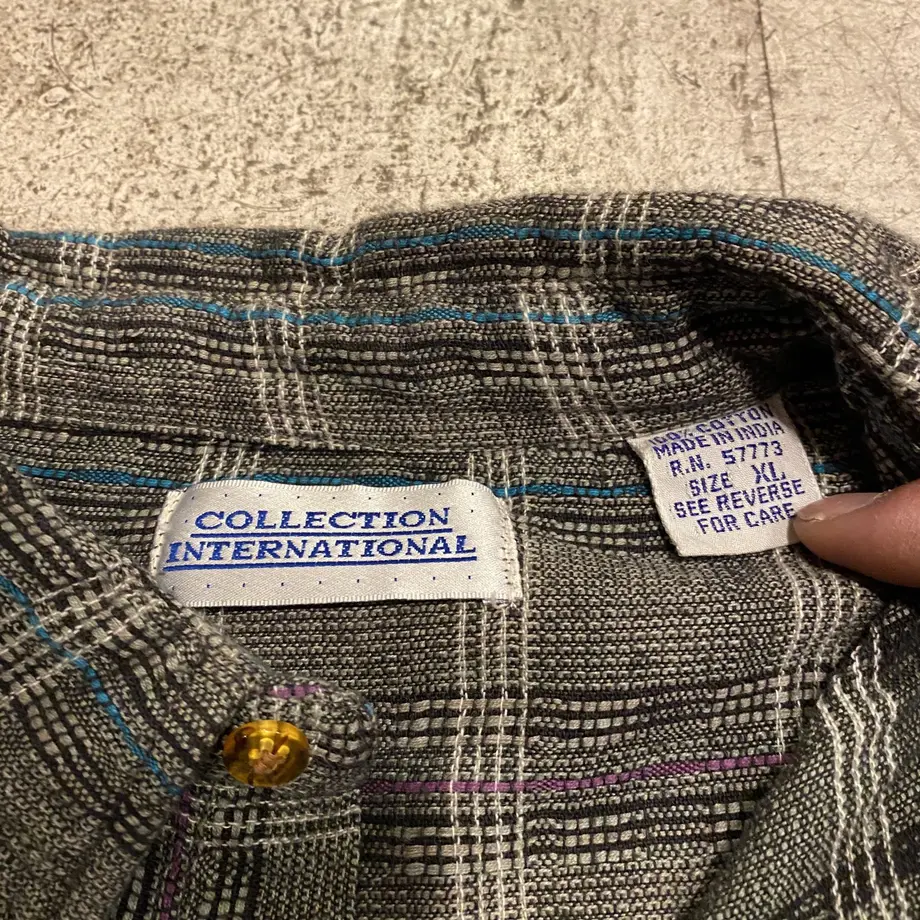 COLLECTION
INTERNATIONAL
100% COTTON
MADE IN INDIA
R.N. 57773
SIZE XL
SEE REVERSE
FOR CARE